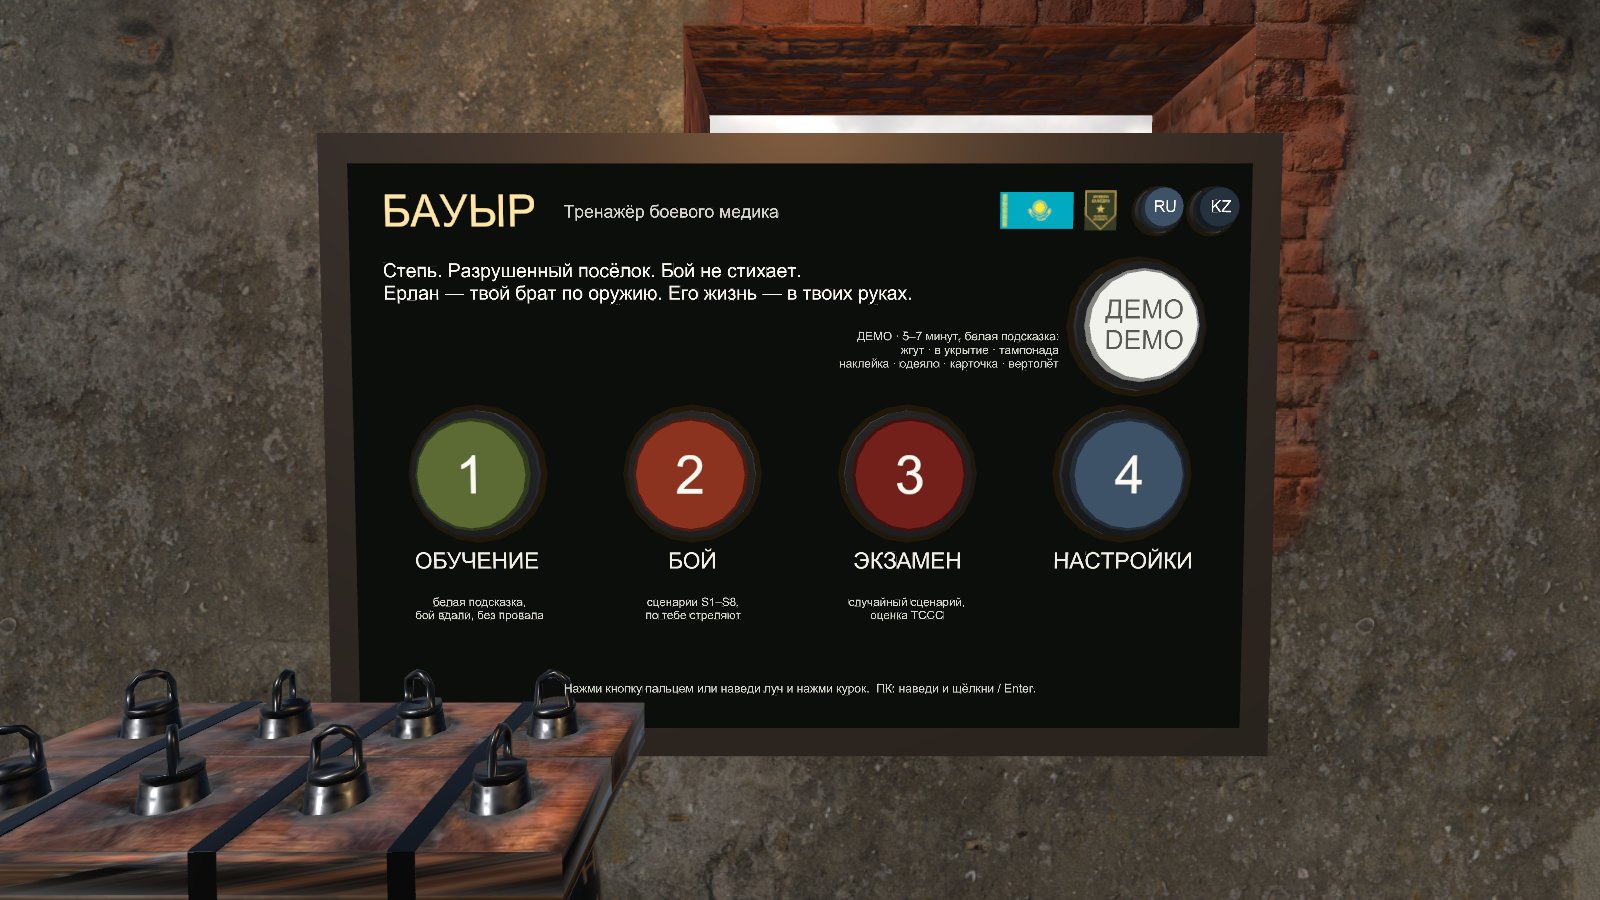 БАУЫР
Тренажёр боевого медика
RU
KZ
Степь. Разрушенный посёлок. Бой не стихает.
Ерлан — твой брат по оружию. Его жизнь — в твоих руках.
ДЕМО
DEMO
ДЕМО · 5–7 минут, белая подсказка:
жгут · в укрытие · тампонада
наклейка · одеяло · карточка · вертолёт
1
2
3
4
ОБУЧЕНИЕ
БОЙ
ЭКЗАМЕН
НАСТРОЙКИ
белая подсказка,
бой вдали, без провала
сценарии S1–S8,
по тебе стреляют
случайный сценарий,
оценка TCCC
Нажми кнопку пальцем или наведи луч и нажми курок. ПК: наведи и щёлкни / Enter.